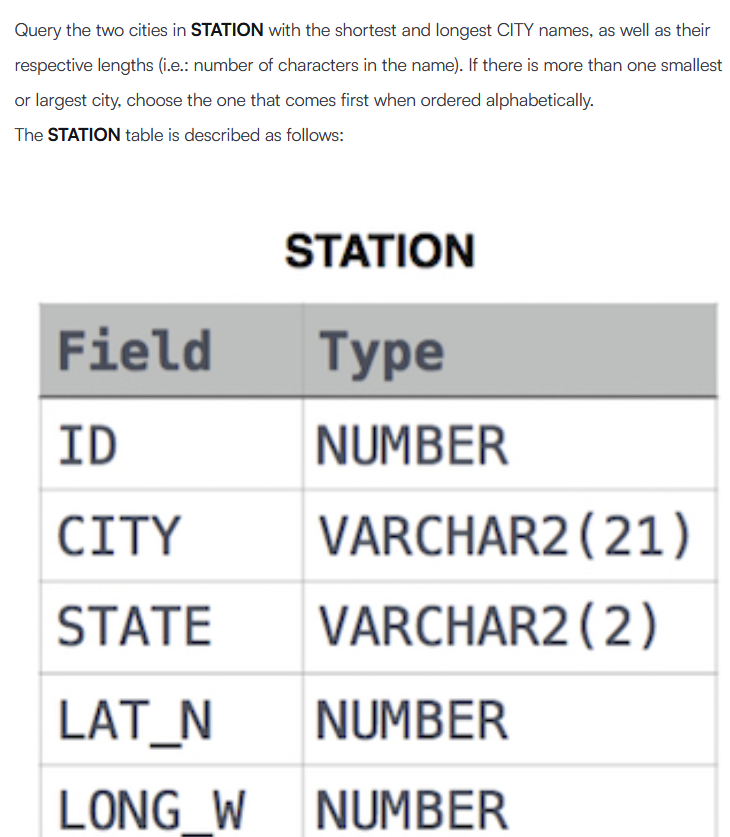 Query the two cities in STATION with the shortest and longest CITY names, as well as their
respective lengths (i.e.: number of characters in the name). If there is more than one smallest
or largest city, choose the one that comes first when ordered alphabetically.
The STATION table is described as follows:
STATION
Field Type
ID NUMBER
CITY VARCHAR2(21)
STATE VARCHAR2(2)
LAT_N NUMBER
LONG_W NUMBER